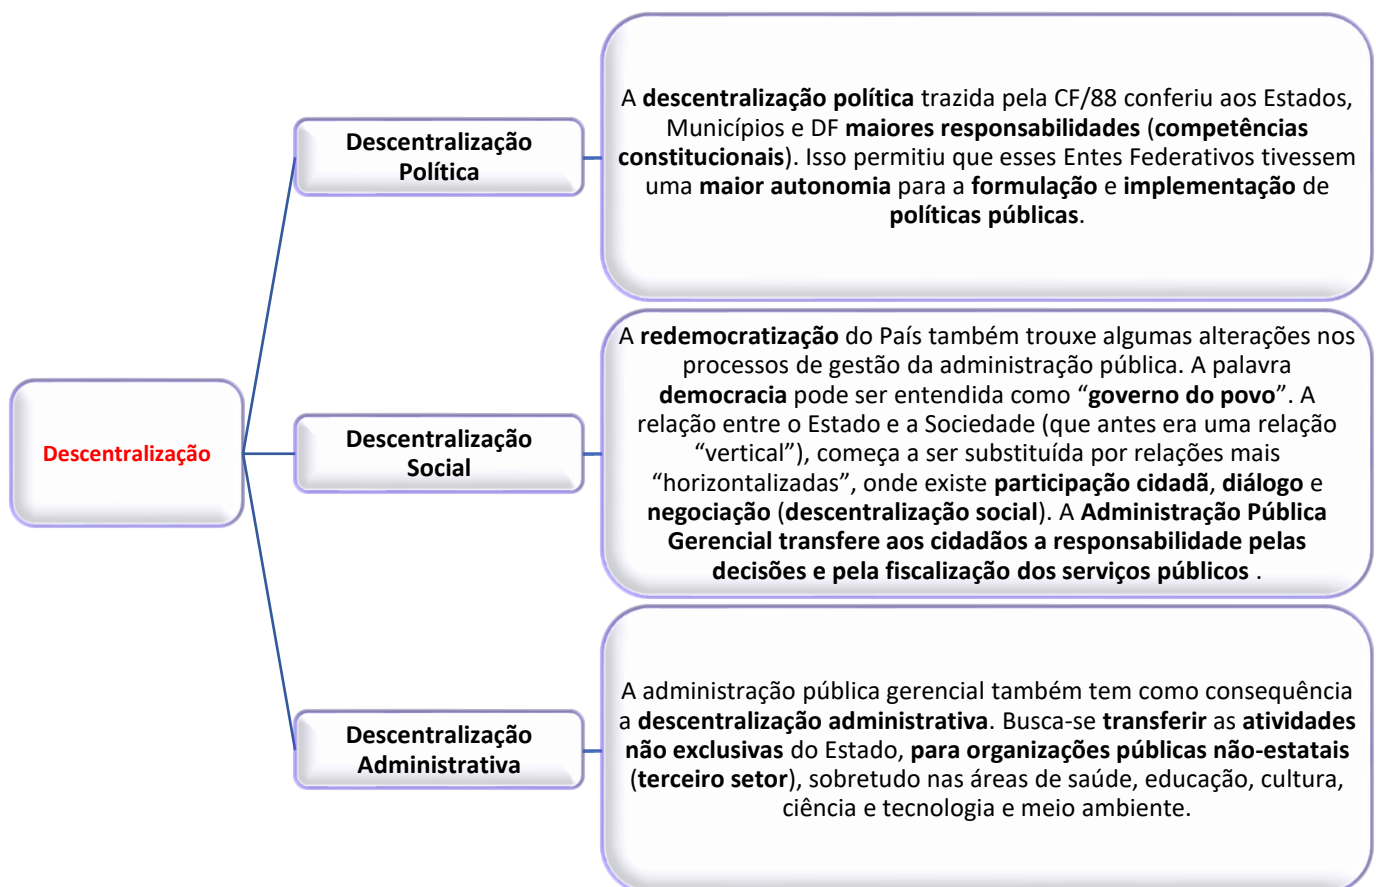 Descentralização
Descentralização
Política
A descentralização política trazida pela CF/88 conferiu aos Estados,
Municípios e DF maiores responsabilidades (competências
constitucionais). Isso permitiu que esses Entes Federativos tivessem
uma maior autonomia para a formulação e implementação de
políticas públicas.
Descentralização
Social
A redemocratização do País também trouxe algumas alterações nos
processos de gestão da administração pública. A palavra
democracia pode ser entendida como “governo do povo”. A
relação entre o Estado e a Sociedade (que antes era uma relação
“vertical”), começa a ser substituída por relações mais
“horizontalizadas”, onde existe participação cidadã, diálogo e
negociação (descentralização social). A Administração Pública
Gerencial transfere aos cidadãos a responsabilidade pelas
decisões e pela fiscalização dos serviços públicos .
Descentralização
Administrativa
A administração pública gerencial também tem como consequência
a descentralização administrativa. Busca-se transferir as atividades
não exclusivas do Estado, para organizações públicas não-estatais
(terceiro setor), sobretudo nas áreas de saúde, educação, cultura,
ciência e tecnologia e meio ambiente.